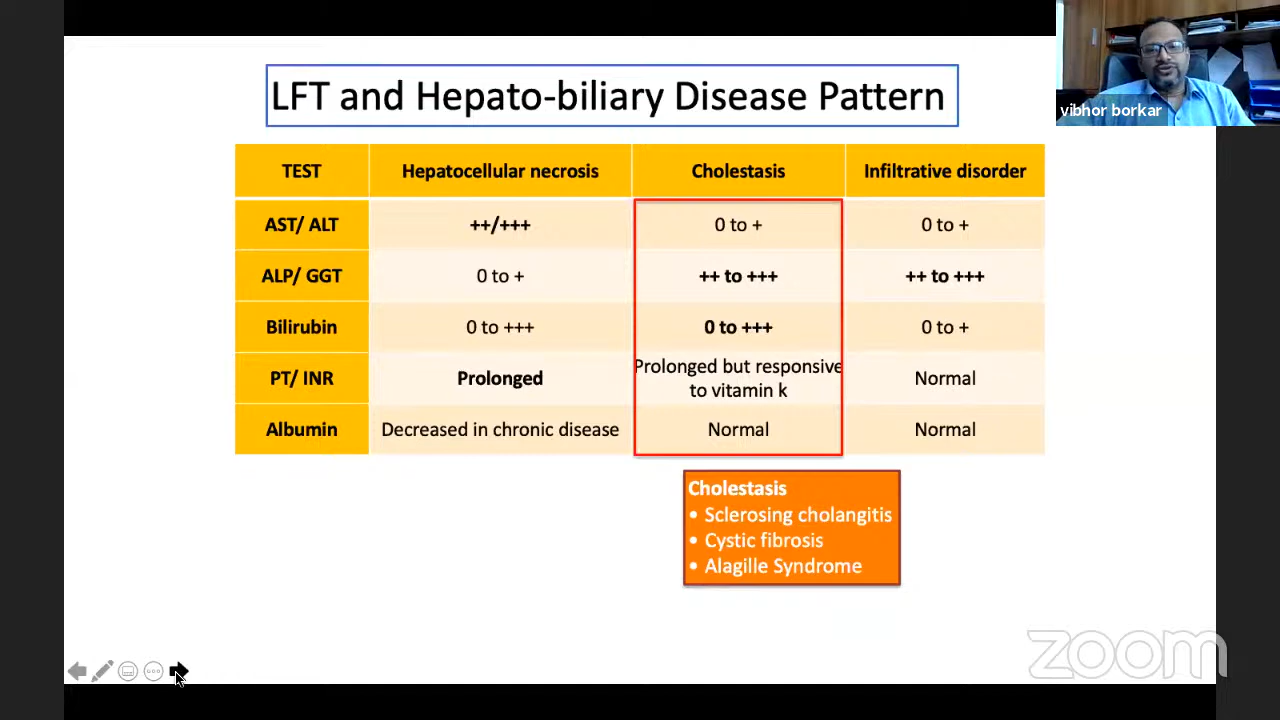 LFT and Hepato-biliary Disease Pattern
vibhor borkar
TEST Hepatocellular necrosis Cholestasis Infiltrative disorder
AST/ ALT ++/+++ 0 to + 0 to +
ALP/ GGT 0 to + ++ to +++ ++ to +++
Bilirubin 0 to +++ 0 to +++ 0 to +
PT/ INR Prolonged Prolonged but responsive to vitamin k Normal
Albumin Decreased in chronic disease Normal Normal
Cholestasis
• Sclerosing cholangitis
• Cystic fibrosis
• Alagille Syndrome
zoom